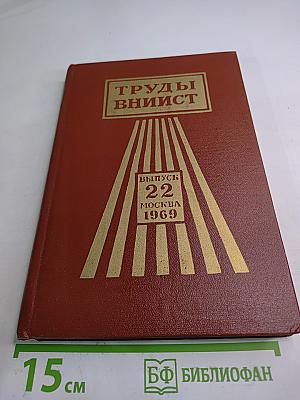 ТРУДЫ
ВНИИСТ
ВЫПУСК
22
МОСКВА
1969
15 см
БФ БИБЛИОФАН